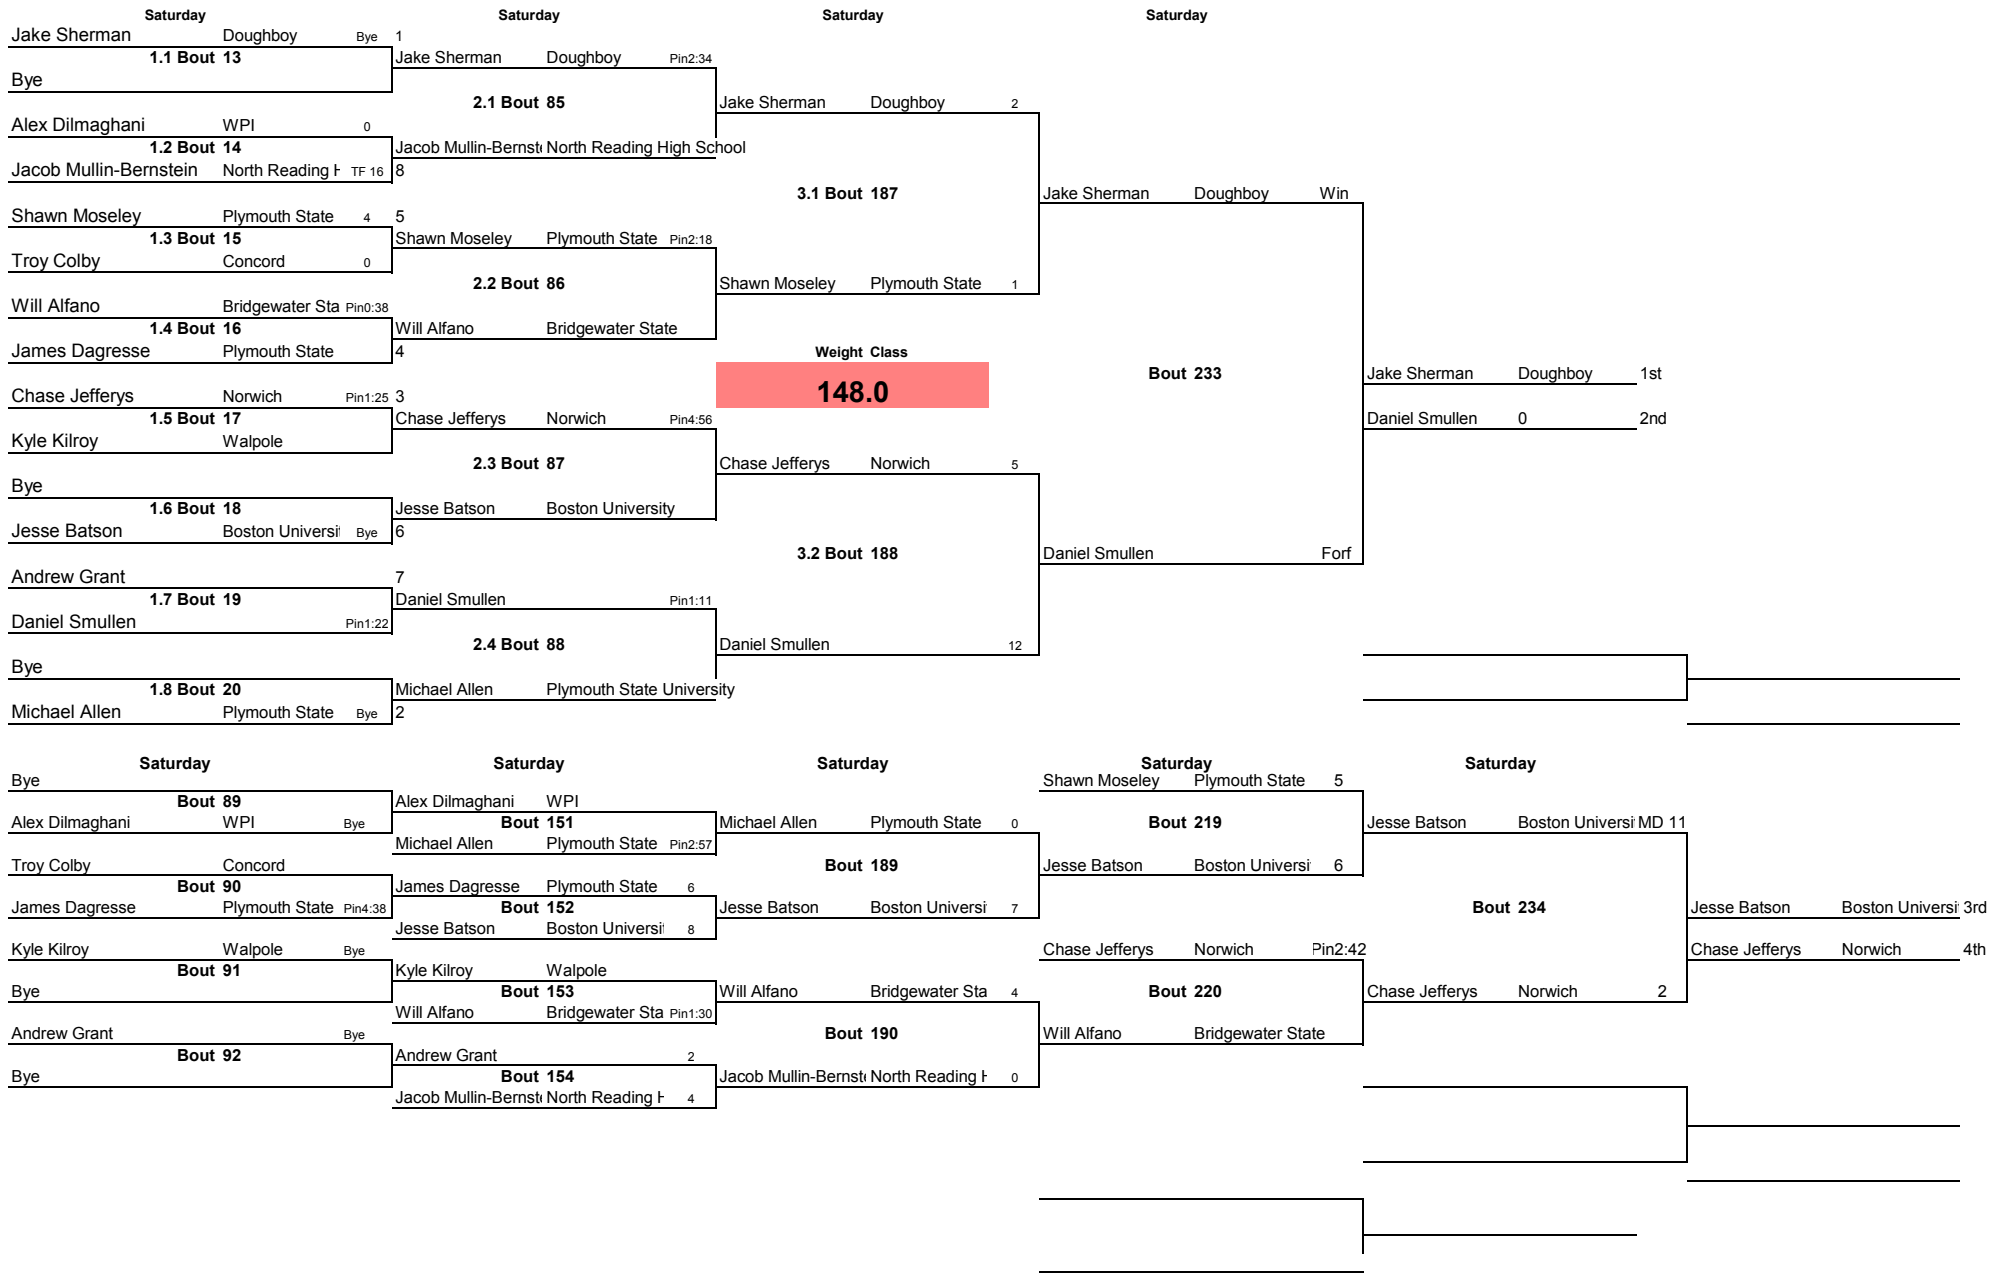 Saturday Saturday Saturday Saturday
Jake Sherman Doughboy Bye 1
1.1 Bout 13 Jake Sherman Doughboy Pin2:34
Bye
2.1 Bout 85 Jake Sherman Doughboy 2
Alex Dilmaghani WPI 0
1.2 Bout 14 Jacob Mullin-Bernst North Reading High School
Jacob Mullin-Bernstein North Reading H TF 16 8
3.1 Bout 187 Jake Sherman Doughboy Win
Shawn Moseley Plymouth State 4 5
1.3 Bout 15 Shawn Moseley Plymouth State Pin2:18
Troy Colby Concord 0
2.2 Bout 86 Shawn Moseley Plymouth State 1
Will Alfano Bridgewater Sta Pin0:38
1.4 Bout 16 Will Alfano Bridgewater State
James Dagresse Plymouth State 4 Weight Class
Bout 233 Jake Sherman Doughboy 1st
148.0
Chase Jefferys Norwich Pin1:25 3
1.5 Bout 17 Chase Jefferys Norwich Pin4:56 Daniel Smullen 0 2nd
Kyle Kilroy Walpole
2.3 Bout 87 Chase Jefferys Norwich 5
Bye
1.6 Bout 18 Jesse Batson Boston University
Jesse Batson Boston Universi Bye 6
3.2 Bout 188 Daniel Smullen Forf
Andrew Grant 7
1.7 Bout 19 Daniel Smullen Pin1:11
Daniel Smullen Pin1:22
2.4 Bout 88 Daniel Smullen 12
Bye
1.8 Bout 20 Michael Allen Plymouth State University
Michael Allen Plymouth State Bye 2
Saturday Saturday Saturday Saturday Saturday
Bye Shawn Moseley Plymouth State 5
Bout 89 Alex Dilmaghani WPI
Alex Dilmaghani WPI Bye Bout 151 Michael Allen Plymouth State 0 Bout 219 Jesse Batson Boston Universi MD 11
Michael Allen Plymouth State Pin2:57
Troy Colby Concord Bout 189 Jesse Batson Boston Universi 6
Bout 90 James Dagresse Plymouth State 6
James Dagresse Plymouth State Pin4:38 Bout 152 Jesse Batson Boston Universi 7 Bout 234 Jesse Batson Boston Universi 3rd
Jesse Batson Boston Universi 8
Kyle Kilroy Walpole Bye Chase Jefferys Norwich Pin2:42 Chase Jefferys Norwich 4th
Bout 91 Kyle Kilroy Walpole
Bye Bout 153 Will Alfano Bridgewater Sta 4 Bout 220 Chase Jefferys Norwich 2
Will Alfano Bridgewater Sta Pin1:30
Andrew Grant Bye Bout 190 Will Alfano Bridgewater State
Bout 92 Andrew Grant 2
Bye Bout 154 Jacob Mullin-Bernst North Reading H 0
Jacob Mullin-Bernst North Reading H 4